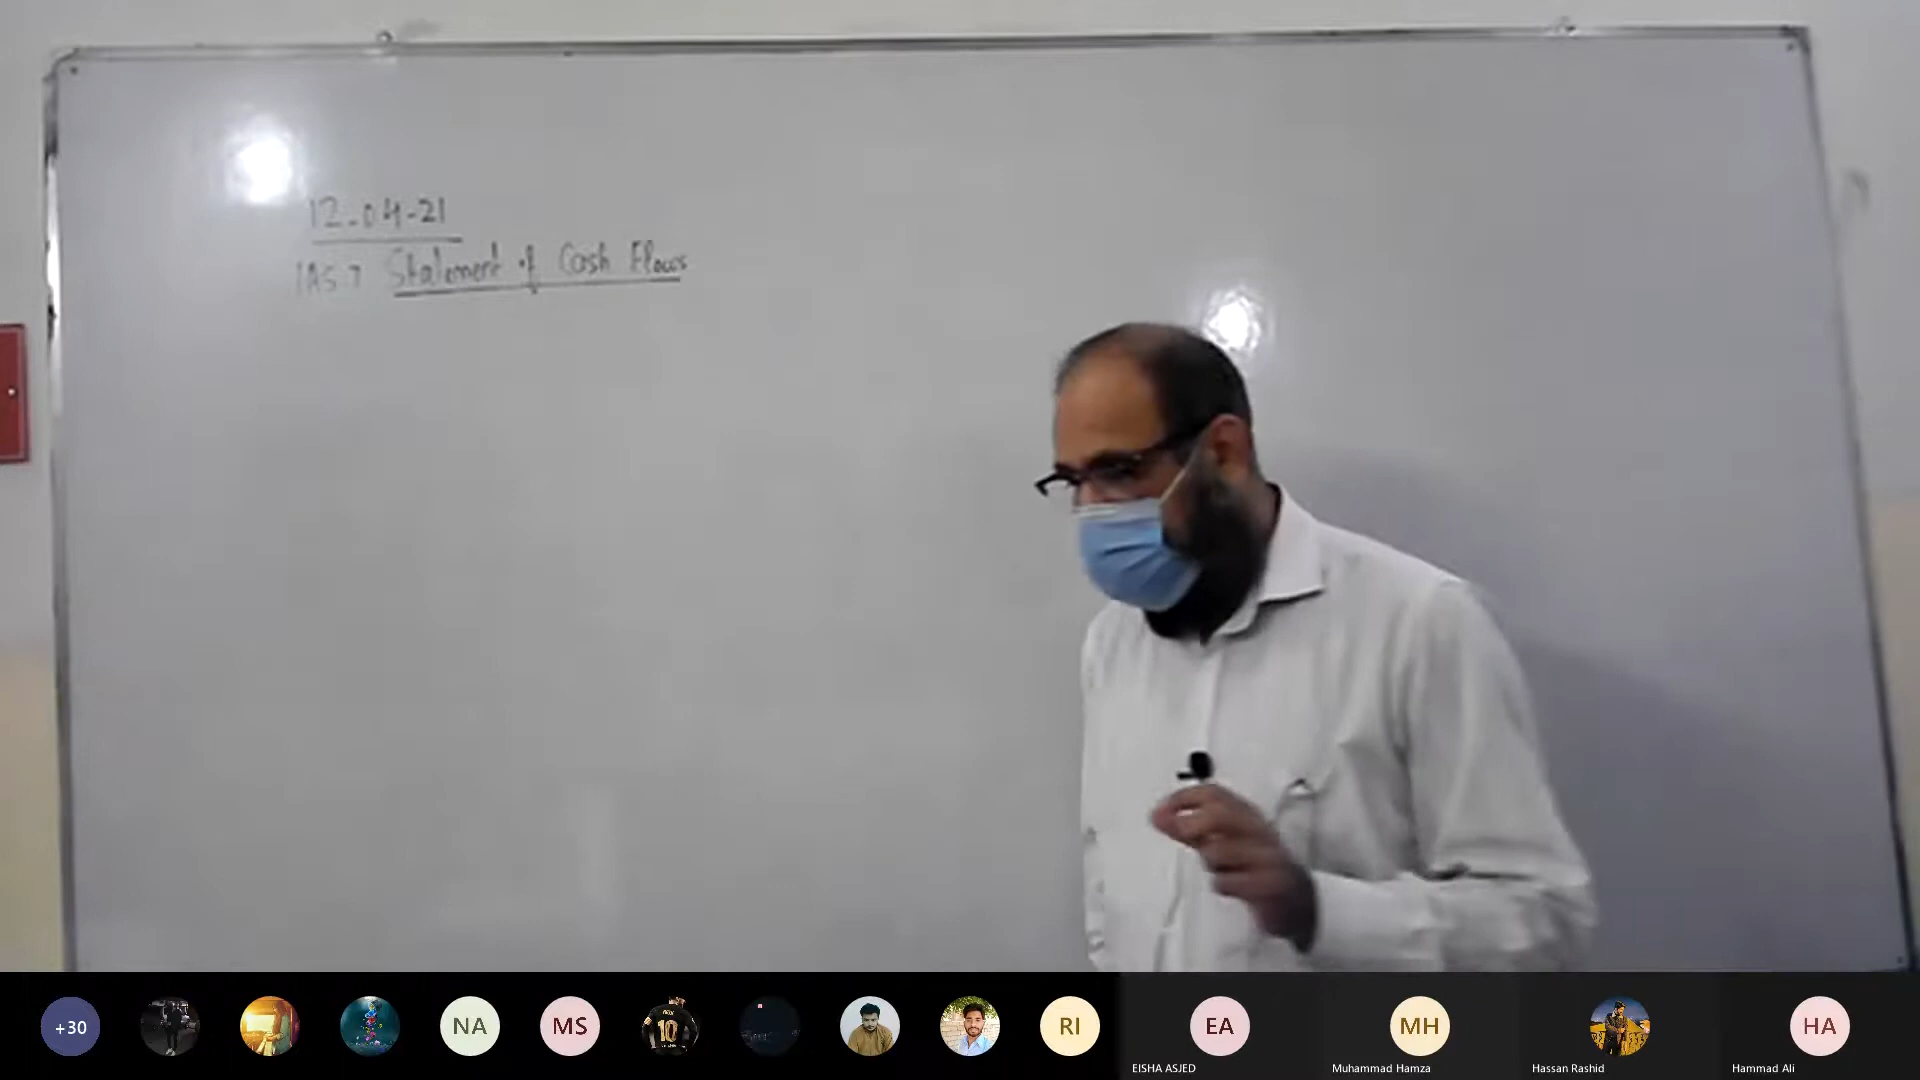 12-04-21
IAS.7 Statement of Cash Flows
+30
NA
MS
10
RI
EA
MH
HA
EISHA ASJED
Muhammad Hamza
Hassan Rashid
Hammad Ali